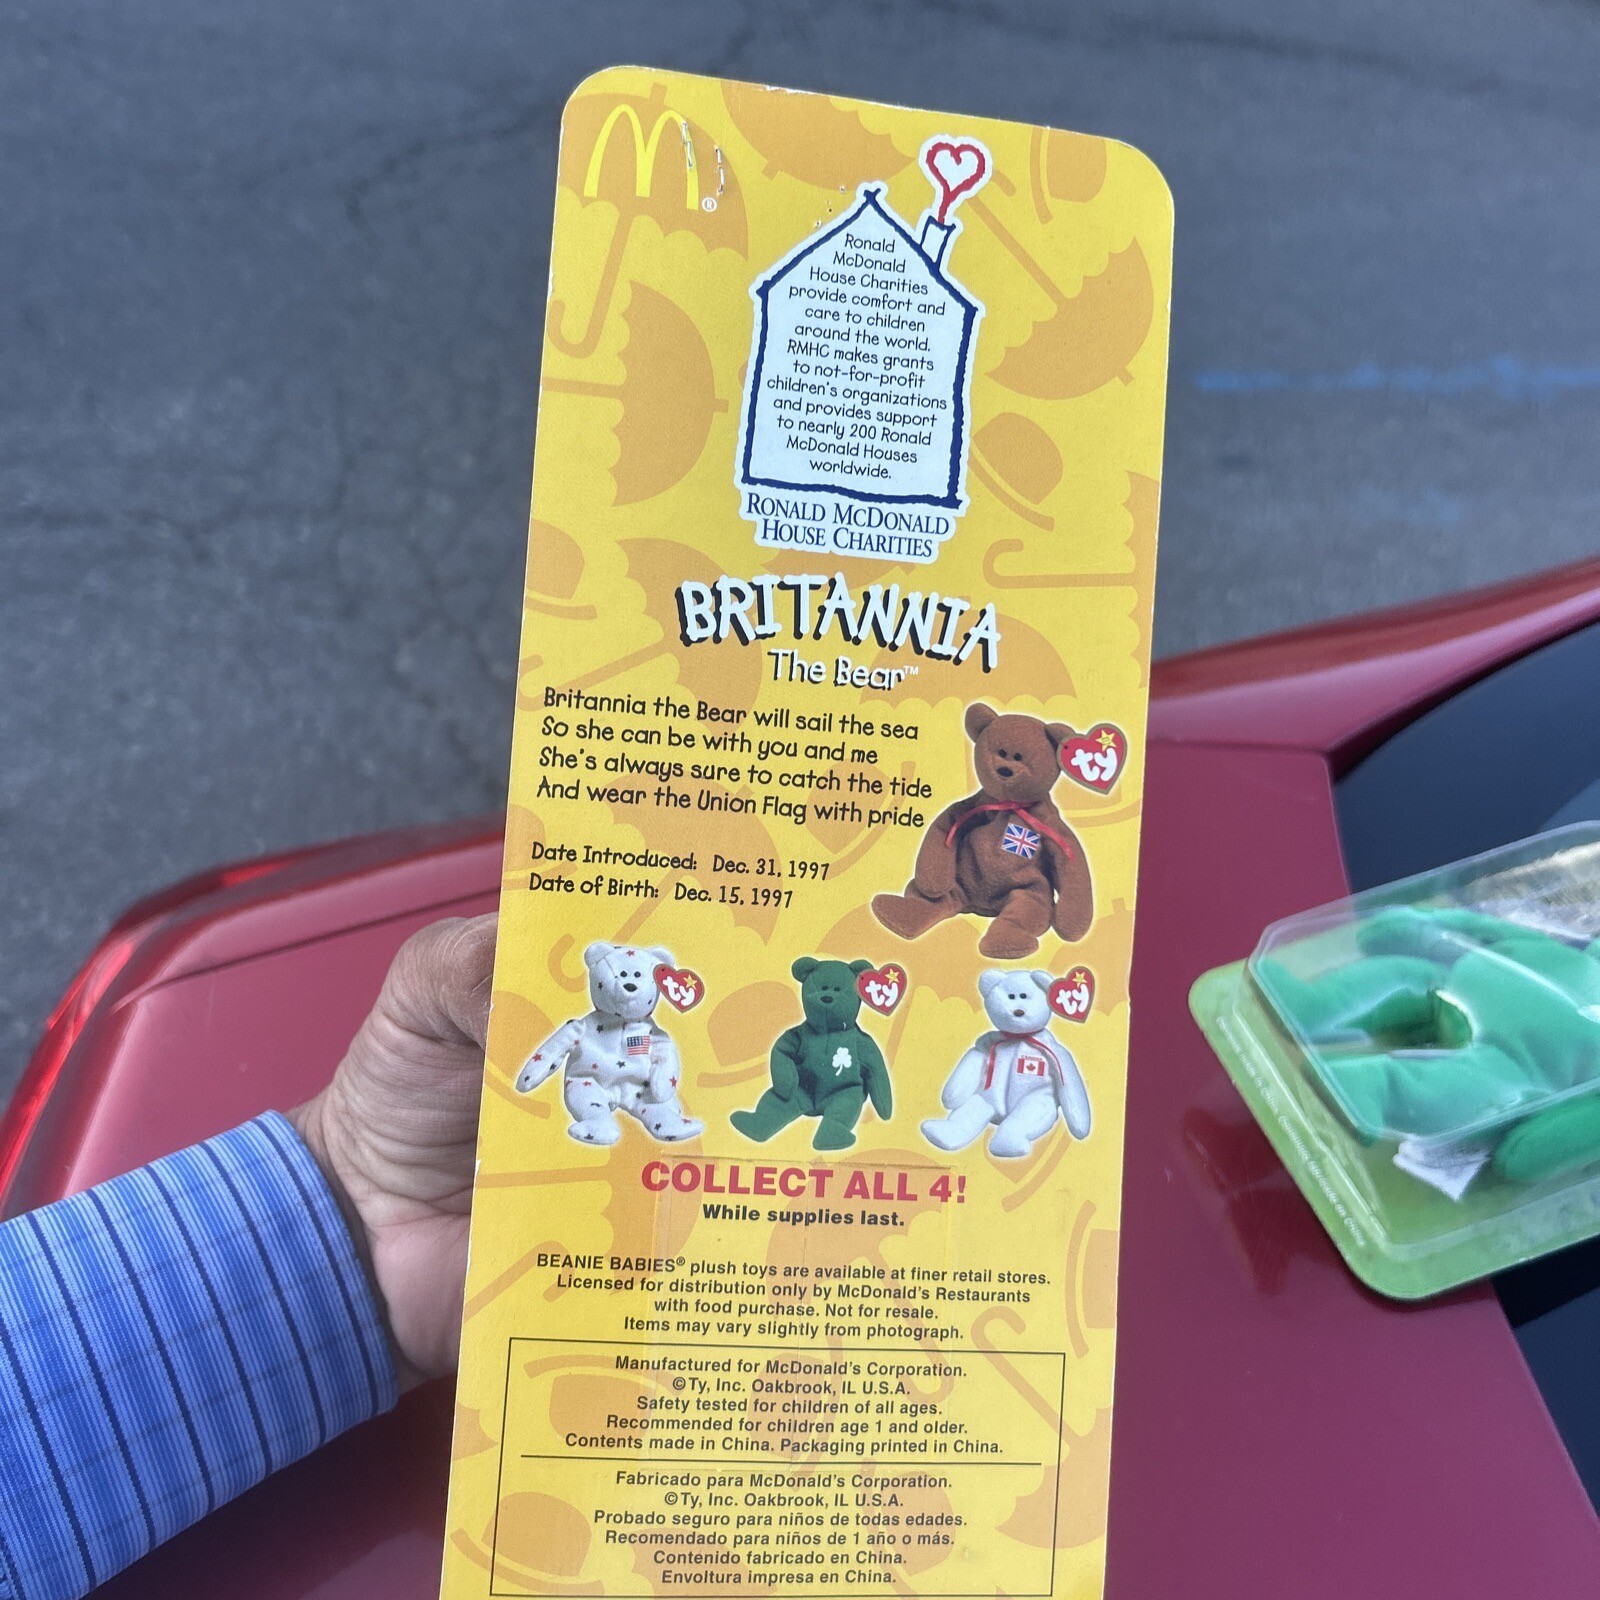 Ronald
McDonald
House Charities
provide comfort and
care to children
around the world.
RMHC makes grants
to not-for-profit
children's organizations
and provides support
to nearly 200 Ronald
McDonald Houses
worldwide.
RONALD MCDONALD
HOUSE CHARITIES
BRITANNIA
The Bear™
Britannia the Bear will sail the sea
So she can be with you and me
She's always sure to catch the tide
And wear the Union Flag with pride
Date Introduced: Dec. 31, 1997
Date of Birth: Dec. 15, 1997
ty
ty
ty
ty
CANADA
COLLECT ALL 4!
While supplies last.
BEANIE BABIES® plush toys are available at finer retail stores.
Licensed for distribution only by McDonald's Restaurants
with food purchase. Not for resale.
Items may vary slightly from photograph.
Manufactured for McDonald's Corporation.
©Ty, Inc. Oakbrook, IL U.S.A.
Safety tested for children of all ages.
Recommended for children age 1 and older.
Contents made in China. Packaging printed in China.
Fabricado para McDonald's Corporation.
©Ty, Inc. Oakbrook, IL U.S.A.
Probado seguro para niños de todas edades.
Recomendado para niños de 1 año o más.
Contenido fabricado en China.
Envoltura impresa en China.